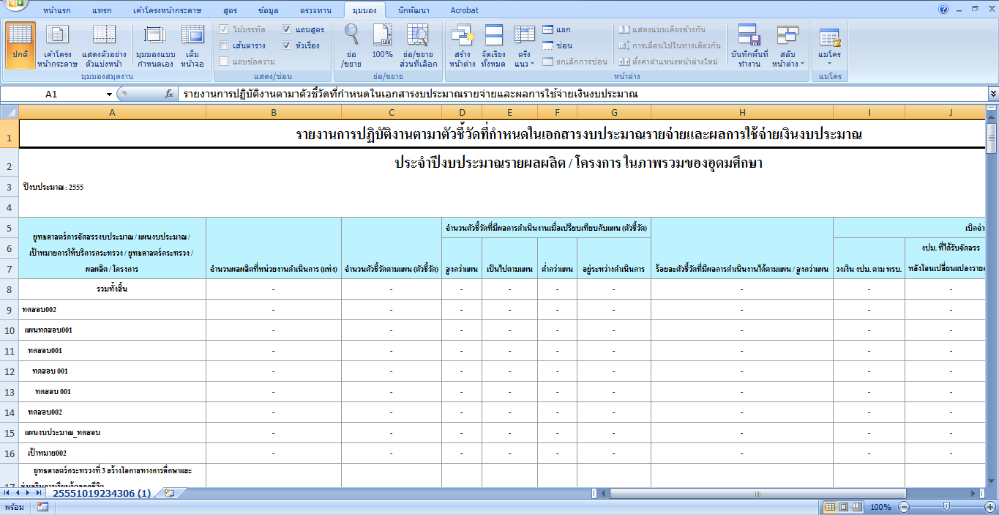 หน้าแรก แทรก เค้าโครงหน้ากระดาษ สูตร ข้อมูล ตรวจทาน มุมมอง นักพัฒนา Acrobat
ปกติ เค้าโครงหน้ากระดาษ แสดงตัวอย่างตัวแบ่งหน้า มุมมองแบบกำหนดเอง เต็มหน้าจอ
มุมมองสมุดงาน
ไม้บรรทัด แถบสูตร
เส้นตาราง หัวเรื่อง
แถบข้อความ
แสดง/ซ่อน
ย่อ/ขยาย 100% ย่อ/ขยายส่วนที่เลือก
ย่อ/ขยาย
สร้างหน้าต่าง จัดเรียงทั้งหมด ตรึงแนว
แยก แสดงแบบเคียงข้างกัน
ซ่อน การเลื่อนไปในทางเดียวกัน
ยกเลิกการซ่อน ตั้งค่าตำแหน่งหน้าต่างใหม่
บันทึกพื้นที่ทำงาน สลับหน้าต่าง
หน้าต่าง
แมโคร
แมโคร
A1 fx รายงานการปฏิบัติงานตามาตัวชี้วัดที่กำหนดในเอกสารงบประมาณรายจ่ายและผลการใช้จ่ายเงินงบประมาณ
A B C D E F G H I J
1 รายงานการปฏิบัติงานตามาตัวชี้วัดที่กำหนดในเอกสารงบประมาณรายจ่ายและผลการใช้จ่ายเงินงบประมาณ
2 ประจำปีงบประมาณรายผลผลิต / โครงการ ในภาพรวมของอุดมศึกษา
3 ปีงบประมาณ : 2555
4
5 ยุทธศาสตร์การจัดสรรงบประมาณ / แผนงบประมาณ / จำนวนตัวชี้วัดที่มีผลการดำเนินงานเมื่อเปรียบเทียบกับแผน (ตัวชี้วัด) เบิกจ่า
6 เป้าหมายการให้บริการกระทรวง / ยุทธศาสตร์กระทรวง / งปม. ที่ได้รับจัดสรร
7 ผลผลิต / โครงการ จำนวนผลผลิตที่หน่วยงานดำเนินการ (แห่ง) จำนวนตัวชี้วัดตามแผน (ตัวชี้วัด) สูงกว่าแผน เป็นไปตามแผน ต่ำกว่าแผน อยู่ระหว่างดำเนินการ ร้อยละตัวชี้วัดที่มีผลการดำเนินงานได้ตามแผน / สูงกว่าแผน วงเงิน งปม. ตาม พรบ. หลังโอนเปลี่ยนแปลงราย
8 รวมทั้งสิ้น - - - - - - - - -
9 ทดสอบ002 - - - - - - - - -
10 แผนทดสอบ001 - - - - - - - - -
11 ทดสอบ001 - - - - - - - - -
12 ทดสอบ 001 - - - - - - - - -
13 ทดสอบ 001 - - - - - - - - -
14 ทดสอบ002 - - - - - - - - -
15 แผนงบประมาณ_ทดสอบ - - - - - - - - -
16 เป้าหมาย002 - - - - - - - - -
ยุทธศาสตร์กระทรวงที่ 3 สร้างโอกาสทางการศึกษาและ
17 ส่งเสริมการเรียนรู้ตลอดชีวิต
25551019234306 (1)
พร้อม 100%